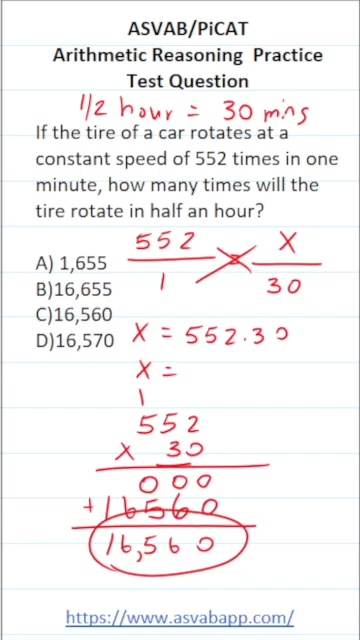 ASVAB/PiCAT
Arithmetic Reasoning Practice
Test Question
1/2 hour = 30 mins
If the tire of a car rotates at a
constant speed of 552 times in one
minute, how many times will the
tire rotate in half an hour?
552 X
1 30
A) 1,655
B)16,655
C)16,560
D)16,570
X = 552.30
X =
1
552
x 30
000
+16560
16,560
https://www.asvabapp.com/